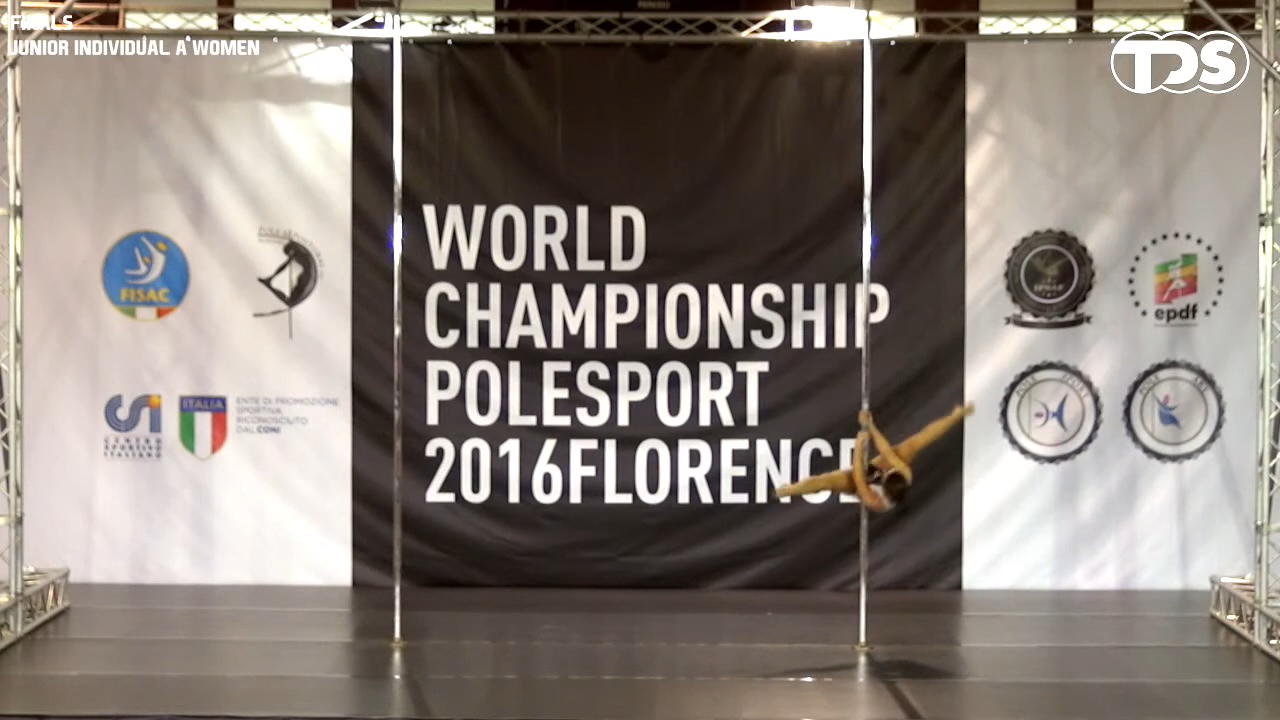 FINALS
JUNIOR INDIVIDUAL A WOMEN
TDS
WORLD
CHAMPIONSHIP
POLESPORT
2016FLORENCE
FISAC
epdf
CSI
CENTRO
SPORTIVO
ITALIANO
ITALIA
ENTE DI PROMOZIONE
SPORTIVA
RICONOSCIUTO
DAL CONI